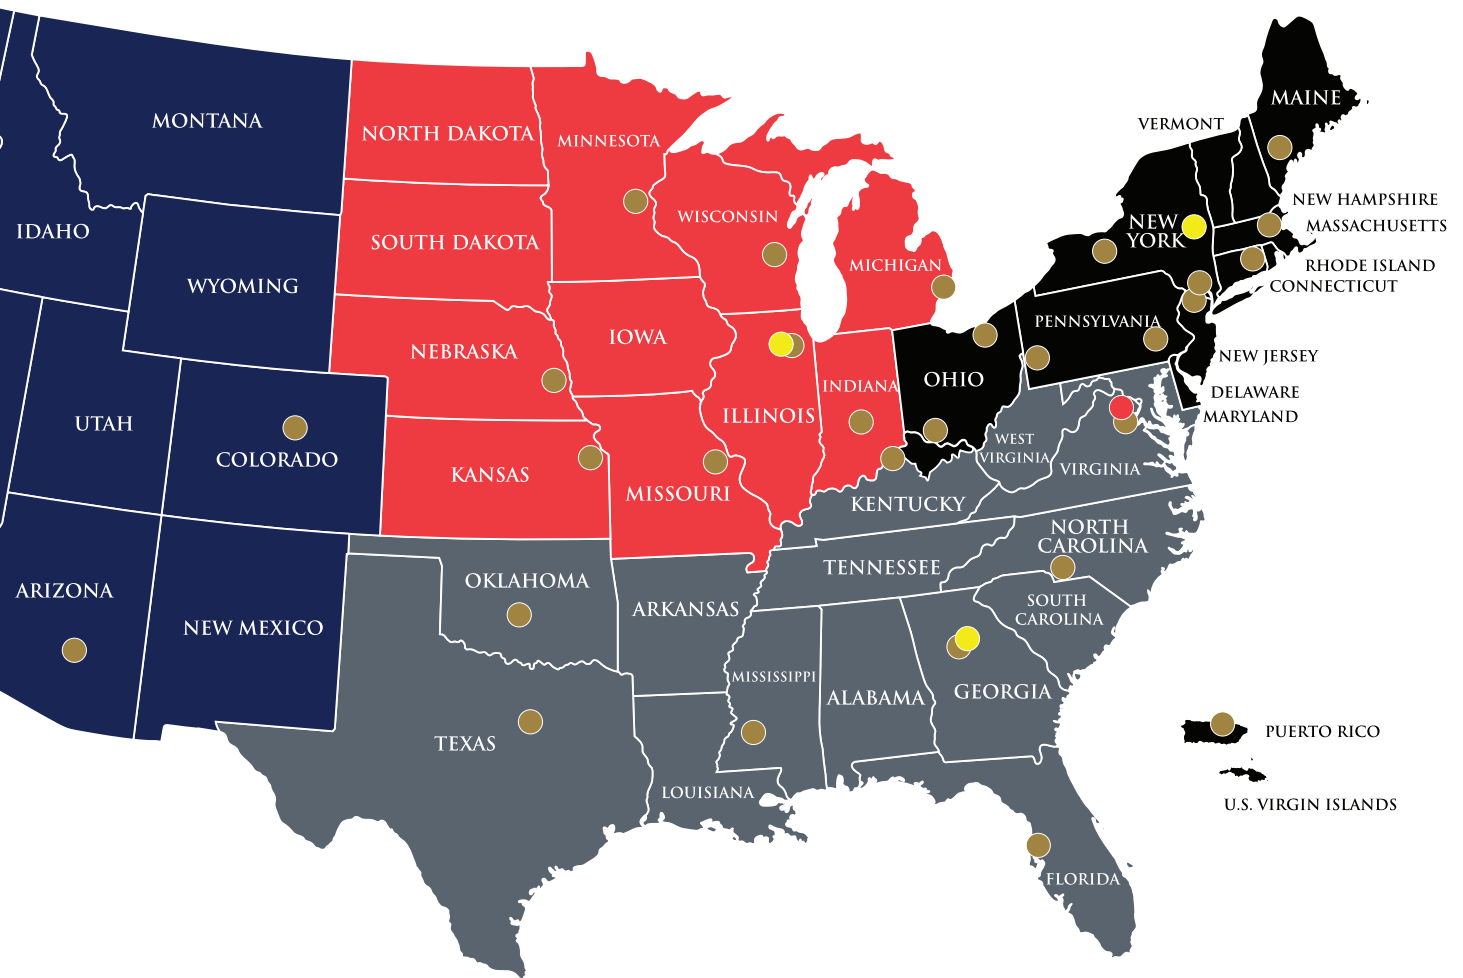 MAINE
MONTANA
VERMONT
NORTH DAKOTA
MINNESOTA
NEW HAMPSHIRE
WISCONSIN
NEW
YORK
MASSACHUSETTS
IDAHO
SOUTH DAKOTA
MICHIGAN
RHODE ISLAND
WYOMING
CONNECTICUT
PENNSYLVANIA
IOWA
NEBRASKA
NEW JERSEY
OHIO
INDIANA
DELAWARE
ILLINOIS
MARYLAND
UTAH
WEST
VIRGINIA
COLORADO
VIRGINIA
KANSAS
MISSOURI
KENTUCKY
NORTH
CAROLINA
TENNESSEE
OKLAHOMA
ARIZONA
ARKANSAS
SOUTH
CAROLINA
NEW MEXICO
MISSISSIPPI
ALABAMA
GEORGIA
PUERTO RICO
TEXAS
LOUISIANA
U.S. VIRGIN ISLANDS
FLORIDA